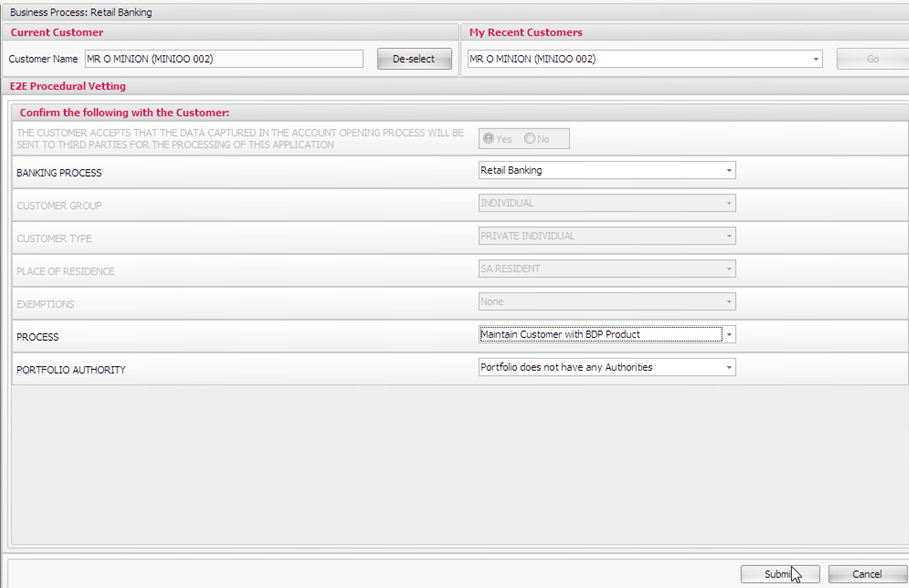 Business Process: Retail Banking
Current Customer
My Recent Customers
Customer Name MR O MINION (MINIOO 002) De-select
MR O MINION (MINIOO 002) Go
E2E Procedural Vetting
Confirm the following with the Customer:
THE CUSTOMER ACCEPTS THAT THE DATA CAPTURED IN THE ACCOUNT OPENING PROCESS WILL BE
SENT TO THIRD PARTIES FOR THE PROCESSING OF THIS APPLICATION
Yes No
BANKING PROCESS Retail Banking
CUSTOMER GROUP INDIVIDUAL
CUSTOMER TYPE PRIVATE INDIVIDUAL
PLACE OF RESIDENCE SA RESIDENT
EXEMPTIONS None
PROCESS Maintain Customer with BDP Product
PORTFOLIO AUTHORITY Portfolio does not have any Authorities
Submit Cancel